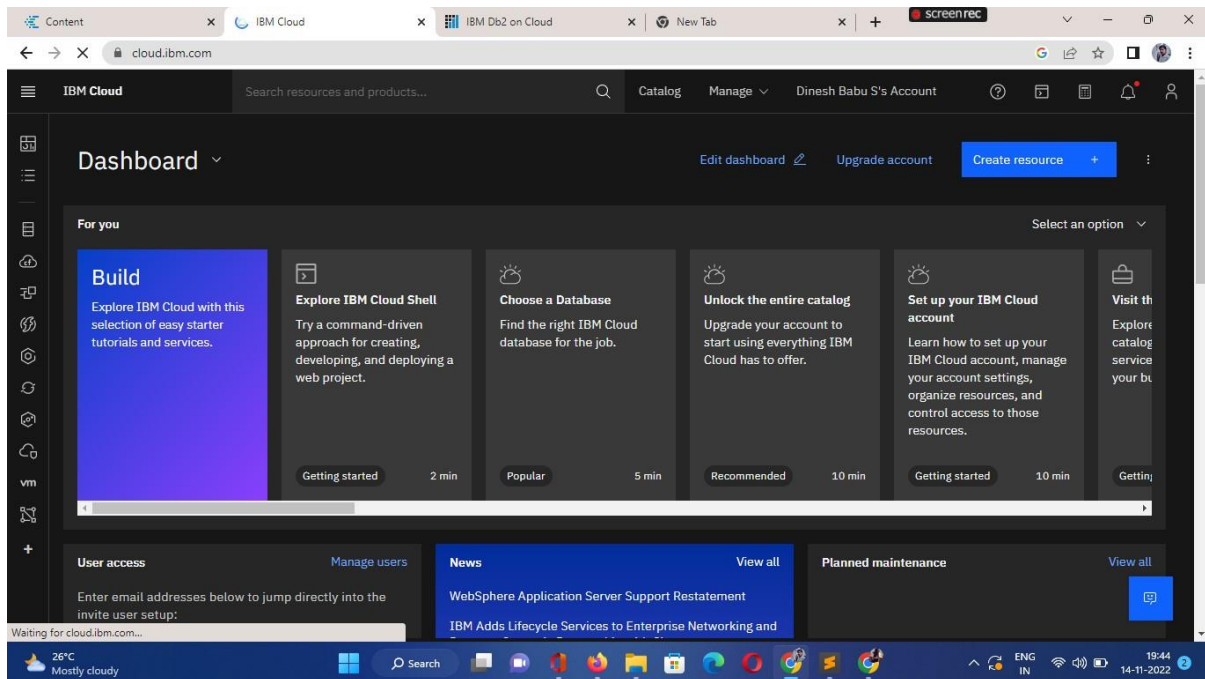 Content
IBM Cloud
IBM Db2 on Cloud
New Tab
screenrec
cloud.ibm.com
IBM Cloud
Search resources and products...
Catalog
Manage
Dinesh Babu S's Account
Dashboard
Edit dashboard
Upgrade account
Create resource +
For you
Select an option
Build
Explore IBM Cloud with this
selection of easy starter
tutorials and services.
Explore IBM Cloud Shell
Try a command-driven
approach for creating,
developing, and deploying a
web project.
Getting started
2 min
Choose a Database
Find the right IBM Cloud
database for the job.
Popular
5 min
Unlock the entire catalog
Upgrade your account to
start using everything IBM
Cloud has to offer.
Recommended
10 min
Set up your IBM Cloud
account
Learn how to set up your
IBM Cloud account, manage
your account settings,
organize resources, and
control access to those
resources.
Getting started
10 min
Visit th
Explore
catalog
service
your bu
Getting
vm
User access
Manage users
Enter email addresses below to jump directly into the
invite user setup:
News
View all
WebSphere Application Server Support Restatement
IBM Adds Lifecycle Services to Enterprise Networking and
Planned maintenance
View all
Waiting for cloud.ibm.com...
26°C
Mostly cloudy
Search
ENG
IN
19:44
14-11-2022
2